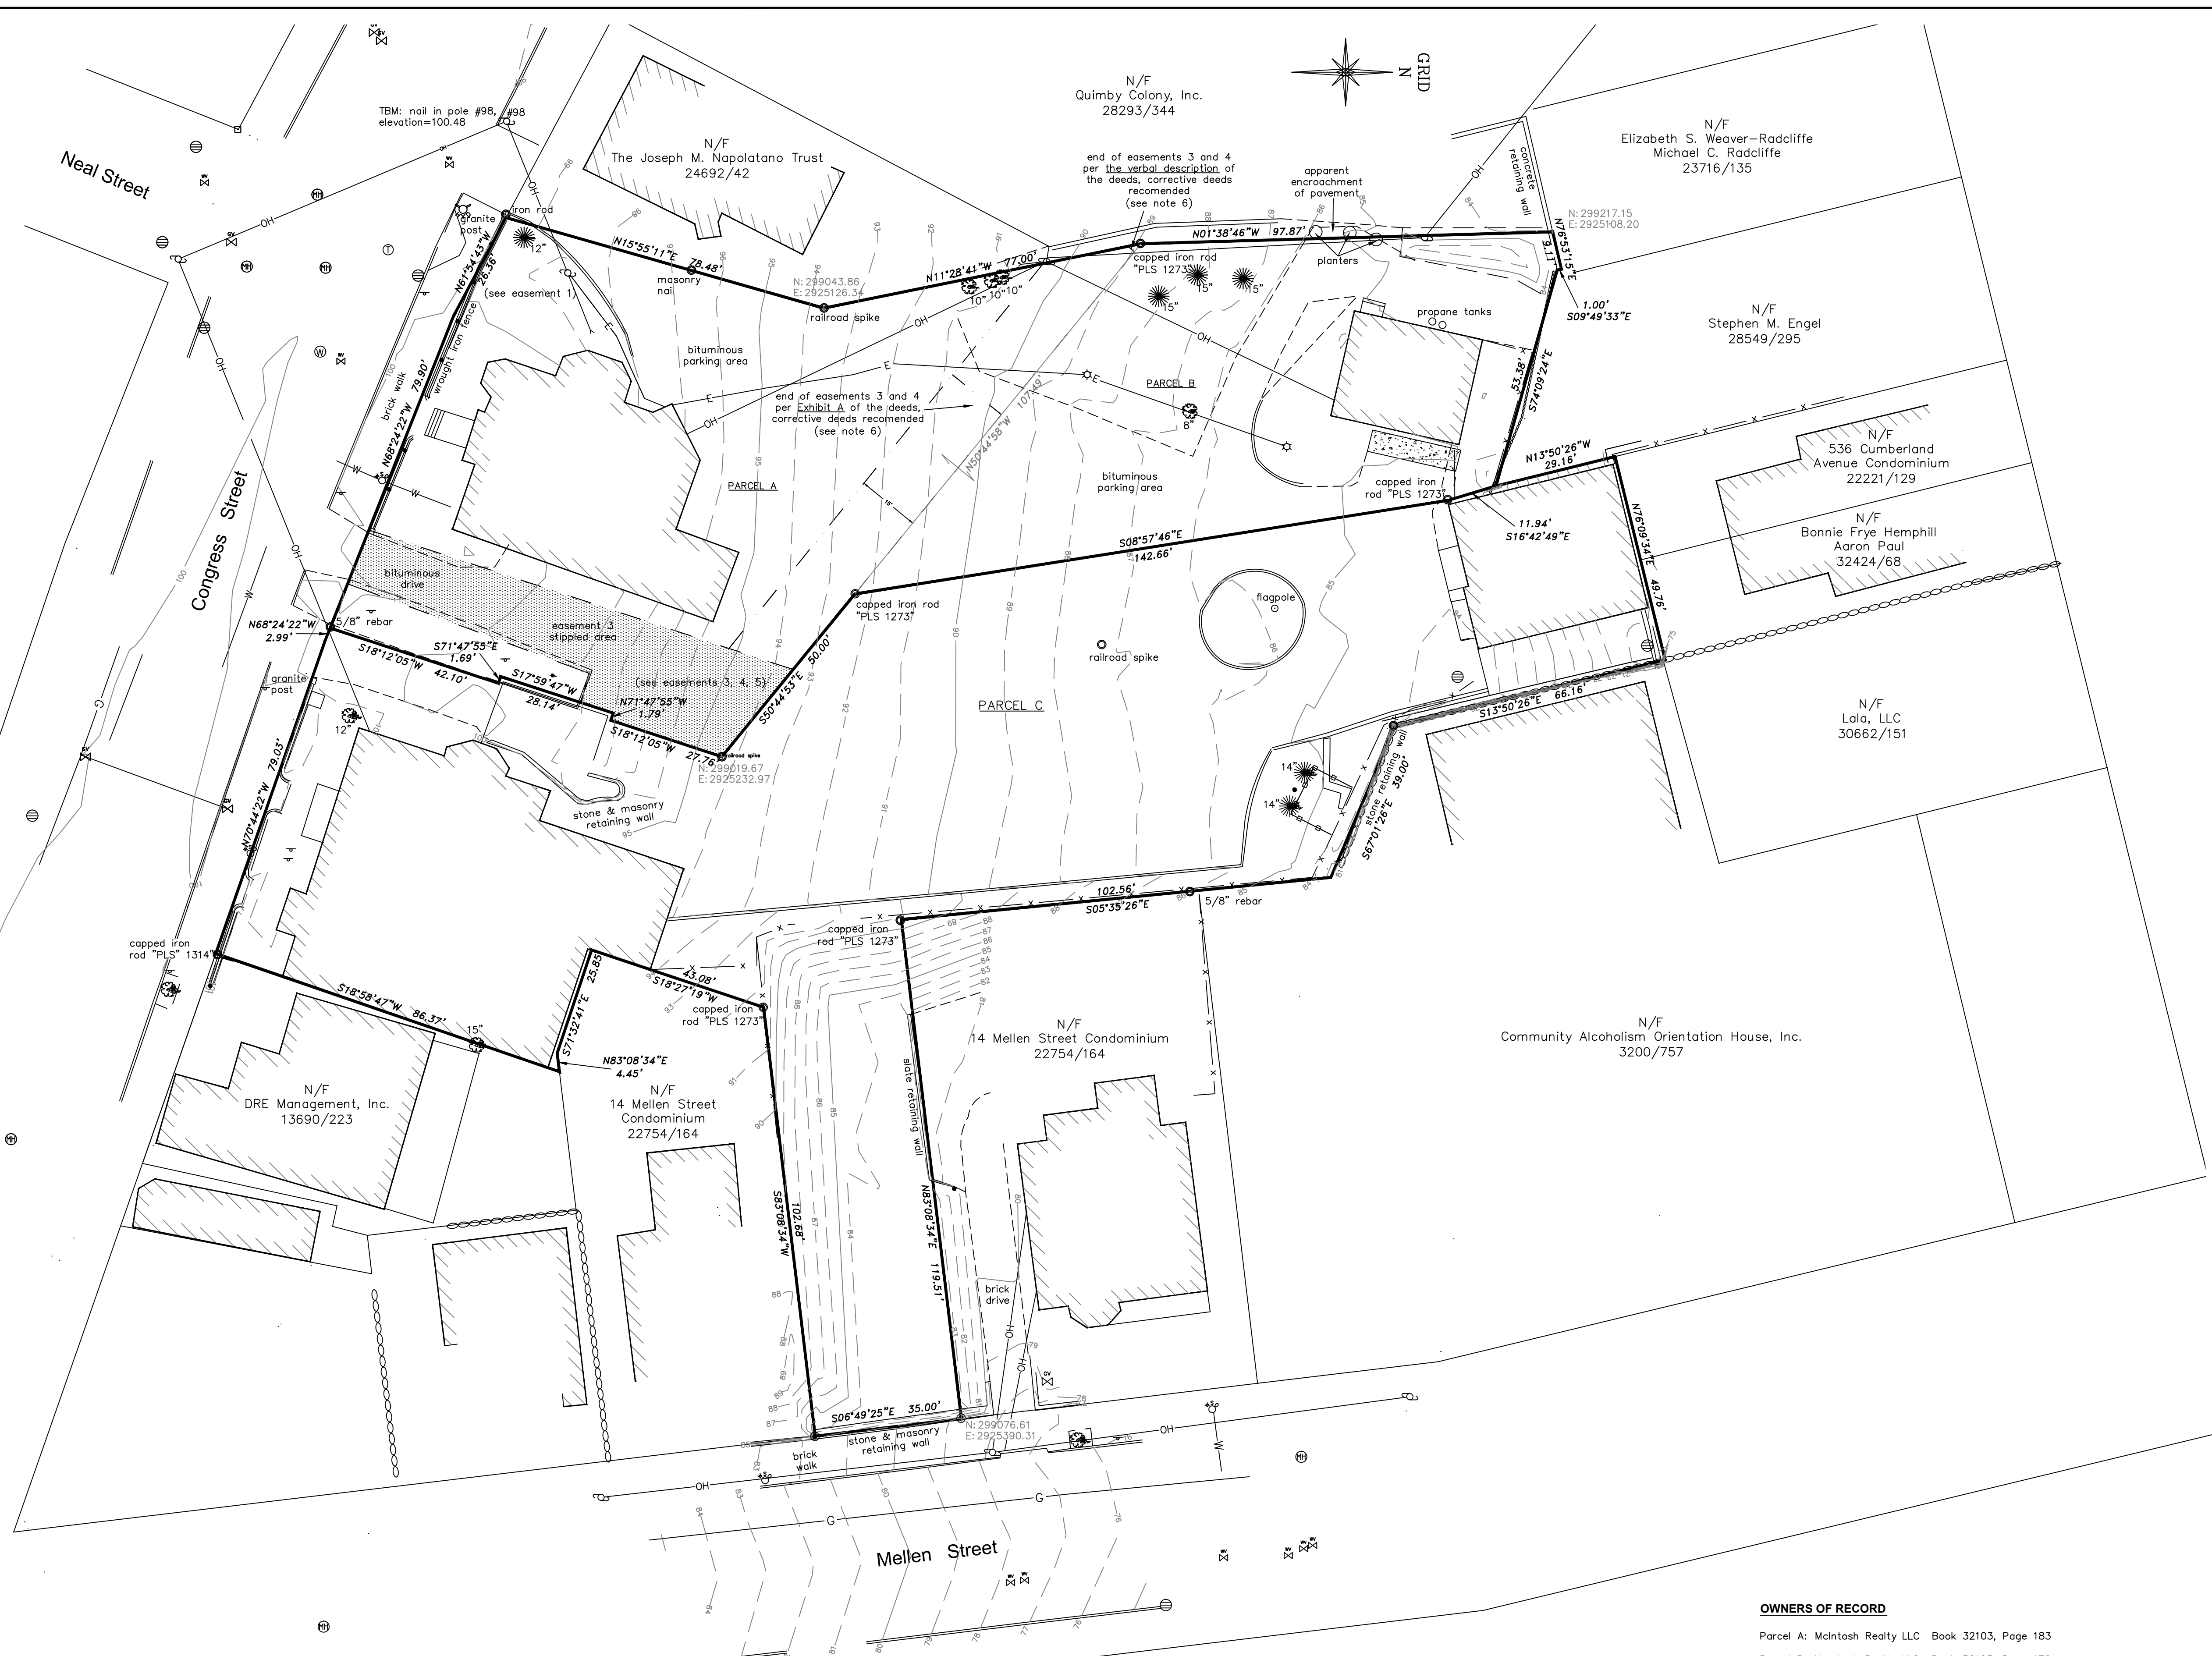 Neal Street
Congress Street
Mellen Street
GRID
N
TBM: nail in pole #98,
elevation=100.48
#98
N/F
The Joseph M. Napolatano Trust
24692/42
N/F
Quimby Colony, Inc.
28293/344
N/F
Elizabeth S. Weaver-Radcliffe
Michael C. Radcliffe
23716/135
N/F
Stephen M. Engel
28549/295
N/F
536 Cumberland
Avenue Condominium
22221/129
N/F
Bonnie Frye Hemphill
Aaron Paul
32424/68
N/F
Lala, LLC
30662/151
N/F
Community Alcoholism Orientation House, Inc.
3200/757
N/F
14 Mellen Street Condominium
22754/164
N/F
14 Mellen Street
Condominium
22754/164
N/F
DRE Management, Inc.
13690/223
end of easements 3 and 4
per the verbal description of
the deeds, corrective deeds
recomended
(see note 6)
apparent
encroachment
of pavement
concrete
retaining wall
N: 299217.15
E: 2925108.20
N76°53'15"E
9.11'
1.00'
S09°49'33"E
53.38'
S74°09'24"E
N13°50'26"W
29.16'
11.94'
S16°42'49"E
N76°09'34"E 49.76'
S13°50'26"E 66.16'
stone retaining wall
S67°01'26"E 39.00'
102.56'
S05°35'26"E
5/8" rebar
iron rod
granite
post
12"
N61°54'43"W
26.36'
(see easement 1)
N15°55'11"E 78.48'
masonry
nail
N: 299043.86
E: 2925126.34
railroad spike
N11°28'41"W 77.00'
10" 10" 10"
capped iron rod
"PLS 1273"
N01°38'46"W 97.87'
planters
15"
15"
15"
propane tanks
PARCEL B
8"
bituminous
parking area
end of easements 3 and 4
per Exhibit A of the deeds,
corrective deeds recomended
(see note 6)
N50°44'58"W 107.49'
15'
PARCEL A
bituminous
parking area
capped iron
rod "PLS 1273"
S08°57'46"E
142.66'
capped iron rod
"PLS 1273"
flagpole
railroad spike
PARCEL C
brick walk
wrought iron fence
N68°24'22"W 79.90'
bituminous
drive
easement 3
stippled area
(see easements 3, 4, 5)
S50°44'53"E 50.00'
5/8" rebar
N68°24'22"W
2.99'
S18°12'05"W
42.10'
S71°47'55"E
1.69'
S17°59'47"W
28.14'
N71°47'55"W
1.79'
S18°12'05"W 27.76'
railroad spike
N: 299019.67
E: 2925232.97
granite
post
12"
stone & masonry
retaining wall
N70°44'22"W 79.03'
capped iron
rod "PLS" 1314"
S18°58'47"W 86.37'
15"
S71°32'41"E 25.85'
N83°08'34"E
4.45'
43.08'
S18°27'19"W
capped iron
rod "PLS 1273"
capped iron
rod "PLS 1273"
14"
14"
slate retaining wall
S83°08'34"W 102.68'
N83°08'34"E 119.51'
brick
drive
S06°49'25"E 35.00'
stone & masonry
retaining wall
brick
walk
N: 299076.61
E: 2925390.31
OWNERS OF RECORD
Parcel A: McIntosh Realty LLC Book 32103, Page 183